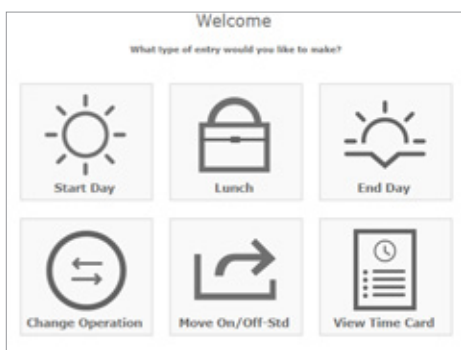 Welcome
What type of entry would you like to make?
Start Day
Lunch
End Day
Change Operation
Move On/Off-Std
View Time Card